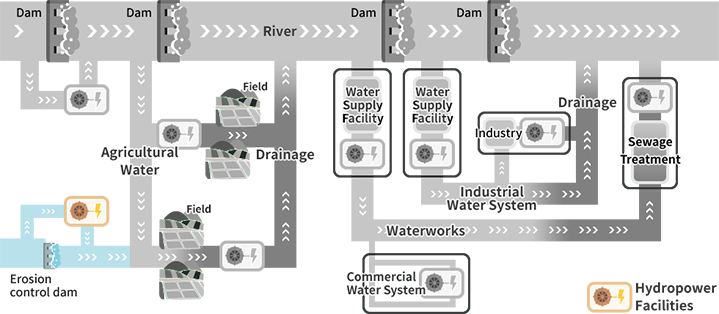 Dam
Dam
Dam
Dam
River
Field
Agricultural
Water
Drainage
Water
Supply
Facility
Water
Supply
Facility
Drainage
Industry
Sewage
Treatment
Industrial
Water System
Field
Waterworks
Erosion
control dam
Commercial
Water System
Hydropower
Facilities